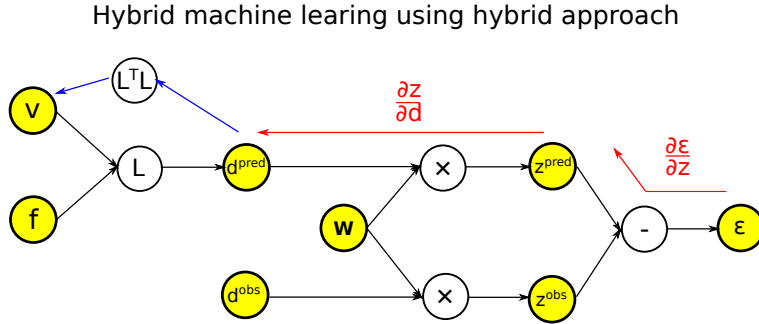 Hybrid machine learing using hybrid approach
LᵀL
v
∂z
∂d
∂ε
∂z
L
dᵖʳᵉᵈ
×
zᵖʳᵉᵈ
f
w
-
ε
dᵒᵇˢ
×
zᵒᵇˢ